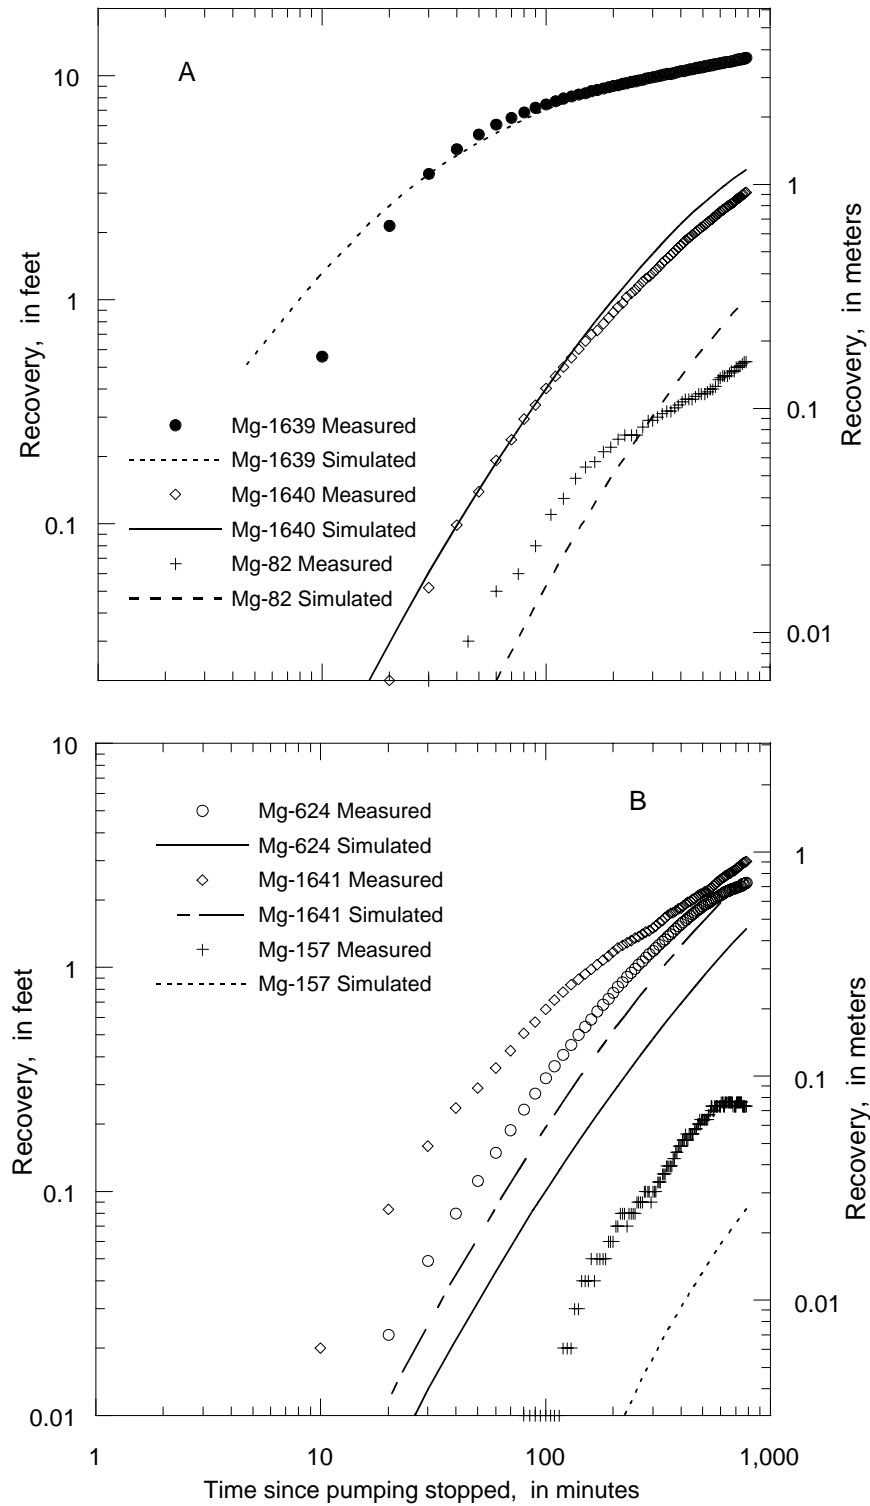 A
10
1
0.1
Recovery, in feet
1
0.1
0.01
Recovery, in meters
Mg-1639 Measured
Mg-1639 Simulated
Mg-1640 Measured
Mg-1640 Simulated
Mg-82 Measured
Mg-82 Simulated
B
10
1
0.1
0.01
Recovery, in feet
1
0.1
0.01
Recovery, in meters
Mg-624 Measured
Mg-624 Simulated
Mg-1641 Measured
Mg-1641 Simulated
Mg-157 Measured
Mg-157 Simulated
1 10 100 1,000
Time since pumping stopped, in minutes